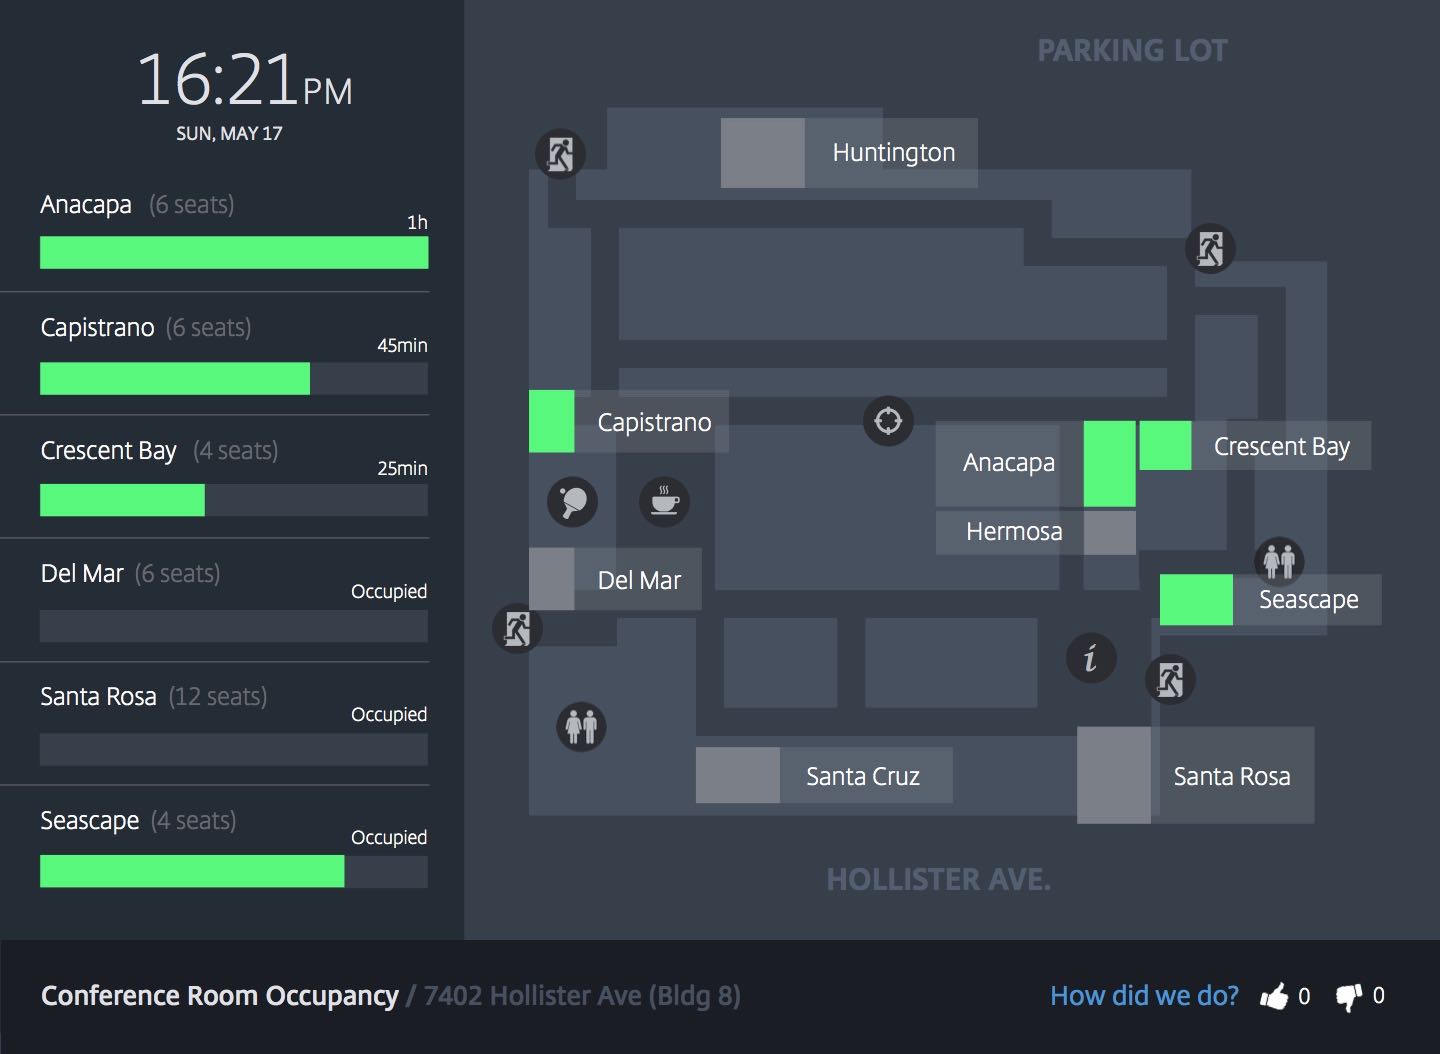 16:21PM
SUN, MAY 17
Anacapa (6 seats)
1h
Capistrano (6 seats)
45min
Crescent Bay (4 seats)
25min
Del Mar (6 seats)
Occupied
Santa Rosa (12 seats)
Occupied
Seascape (4 seats)
Occupied
PARKING LOT
Huntington
Capistrano
Anacapa
Crescent Bay
Hermosa
Del Mar
Seascape
i
Santa Cruz
Santa Rosa
HOLLISTER AVE.
Conference Room Occupancy / 7402 Hollister Ave (Bldg 8)
How did we do? 0 0